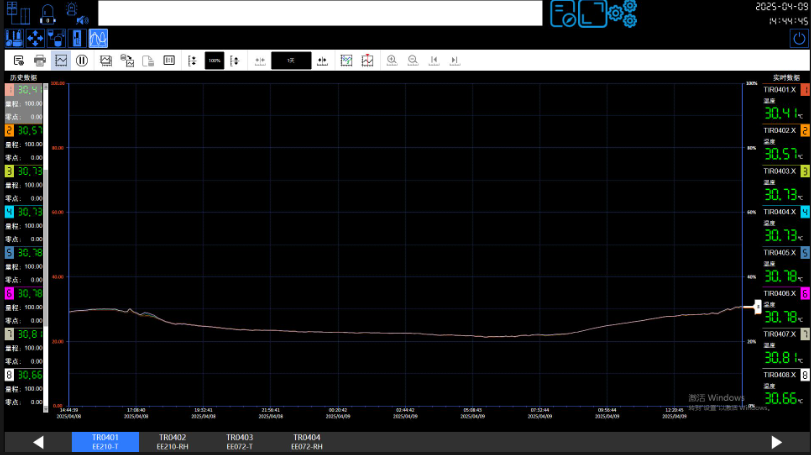 2025-04-09
14:44:45
100%
1天
历史数据
实时数据
1 30.41
量程: 100.00
零点: 0.00
2 30.57
量程: 100.00
零点: 0.00
3 30.73
量程: 100.00
零点: 0.00
4 30.73
量程: 100.00
零点: 0.00
5 30.78
量程: 100.00
零点: 0.00
6 30.78
量程: 100.00
零点: 0.00
7 30.81
量程: 100.00
零点: 0.00
8 30.66
量程: 100.00
零点: 0.00
100.00
80.00
60.00
40.00
20.00
0.00
100%
80%
60%
40%
20%
0%
14:44:39 17:08:40 19:52:41 21:56:41 00:20:42 02:44:42 05:08:43 07:32:44 09:56:44 12:20:45
2025/04/08 2025/04/08 2025/04/08 2025/04/08 2025/04/09 2025/04/09 2025/04/09 2025/04/09 2025/04/09 2025/04/09
TIR0401.X 1
温度
30.41℃
TIR0402.X 2
温度
30.57℃
TIR0403.X 3
温度
30.73℃
TIR0404.X 4
温度
30.73℃
TIR0405.X 5
温度
30.78℃
TIR0406.X 6
温度
30.78℃
TIR0407.X 7
温度
30.81℃
TIR0408.X 8
温度
30.66℃
激活 Windows
转到"设置"以激活 Windows。
TR0401 TR0402 TR0403 TR0404
EE210-T EE210-RH EE072-T EE072-RH